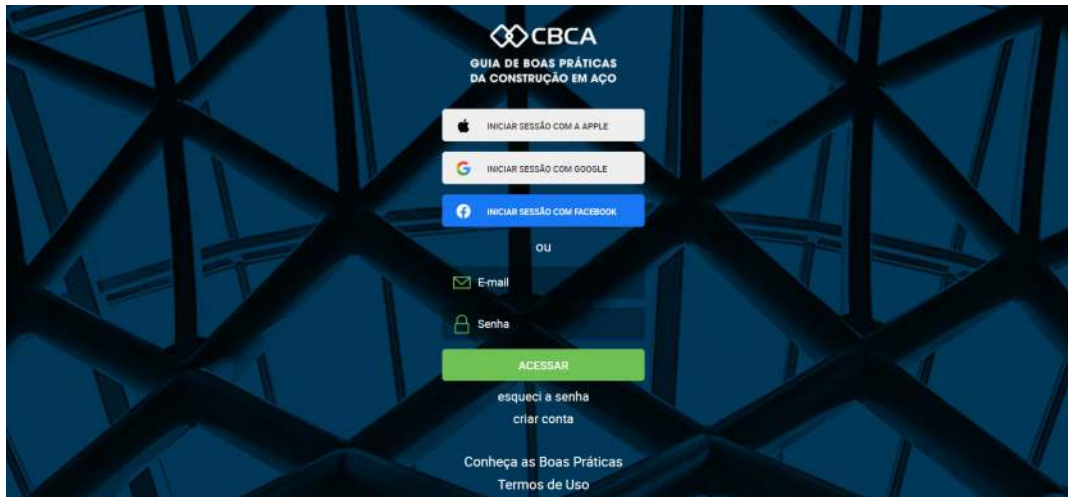 CBCA
GUIA DE BOAS PRÁTICAS
DA CONSTRUÇÃO EM AÇO
INICIAR SESSÃO COM A APPLE
INICIAR SESSÃO COM GOOGLE
INICIAR SESSÃO COM FACEBOOK
ou
E-mail
Senha
ACESSAR
esqueci a senha
criar conta
Conheça as Boas Práticas
Termos de Uso